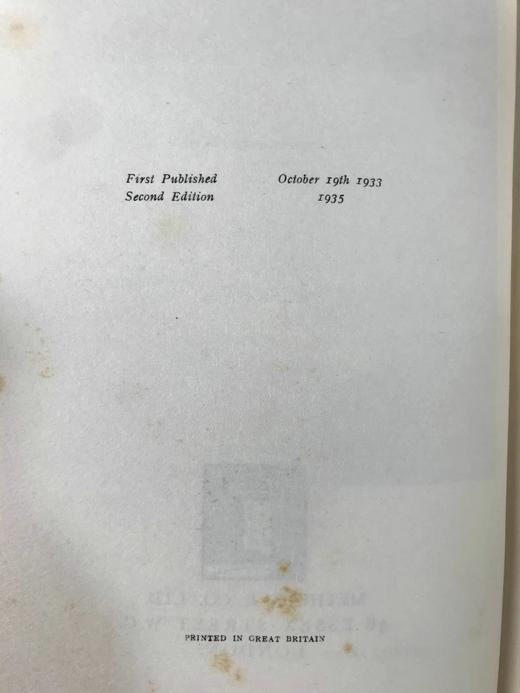 First Published October 19th 1933
Second Edition 1935
PRINTED IN GREAT BRITAIN